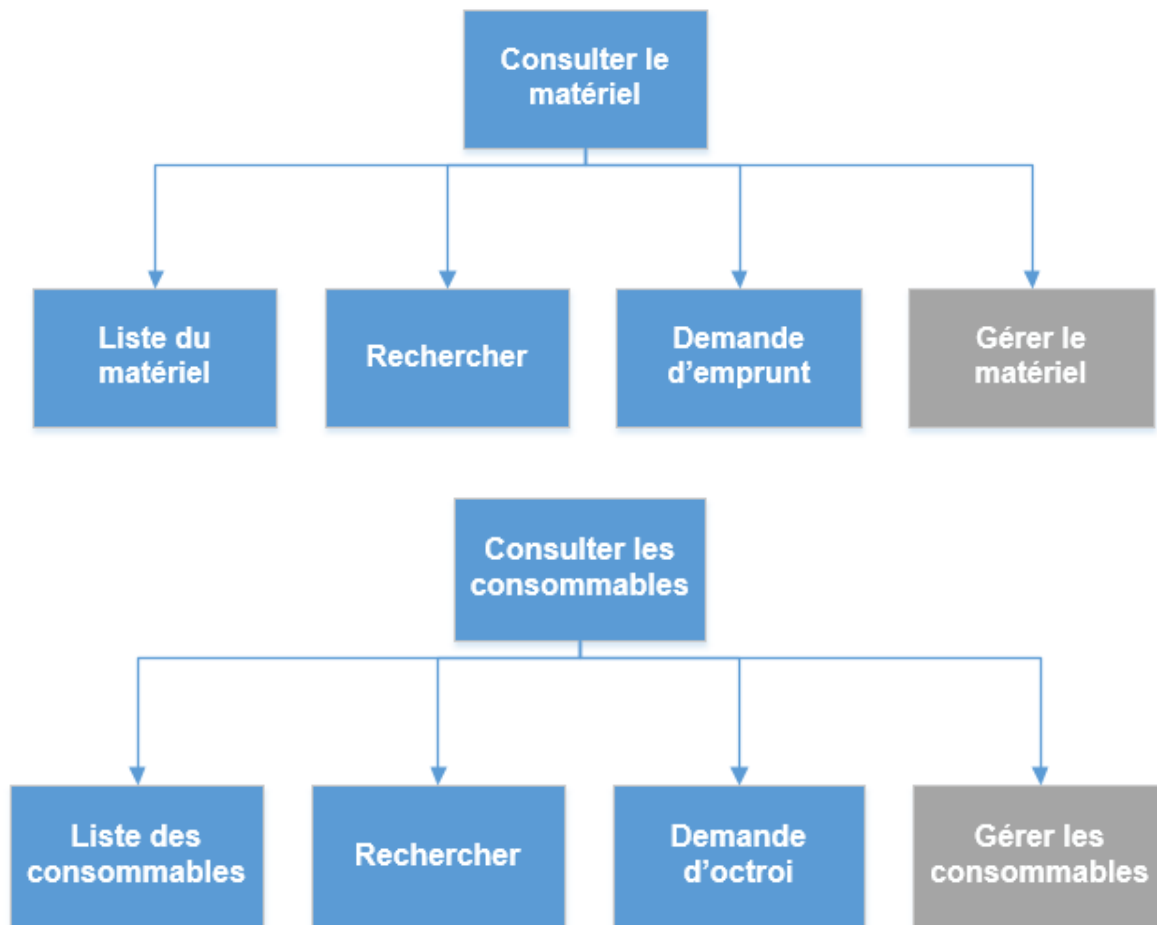 Consulter le
matériel
Liste du
matériel
Rechercher
Demande
d’emprunt
Gérer le
matériel
Consulter les
consommables
Liste des
consommables
Rechercher
Demande
d’octroi
Gérer les
consommables